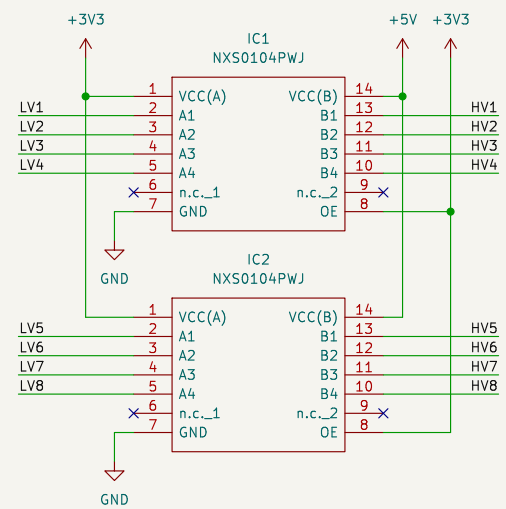 +3V3 +5V +3V3
IC1
NXS0104PWJ
1 VCC(A) VCC(B) 14
LV1 2 A1 B1 13 HV1
LV2 3 A2 B2 12 HV2
LV3 4 A3 B3 11 HV3
LV4 5 A4 B4 10 HV4
6 n.c._1 n.c._2 9
7 GND OE 8
GND
IC2
NXS0104PWJ
1 VCC(A) VCC(B) 14
LV5 2 A1 B1 13 HV5
LV6 3 A2 B2 12 HV6
LV7 4 A3 B3 11 HV7
LV8 5 A4 B4 10 HV8
6 n.c._1 n.c._2 9
7 GND OE 8
GND